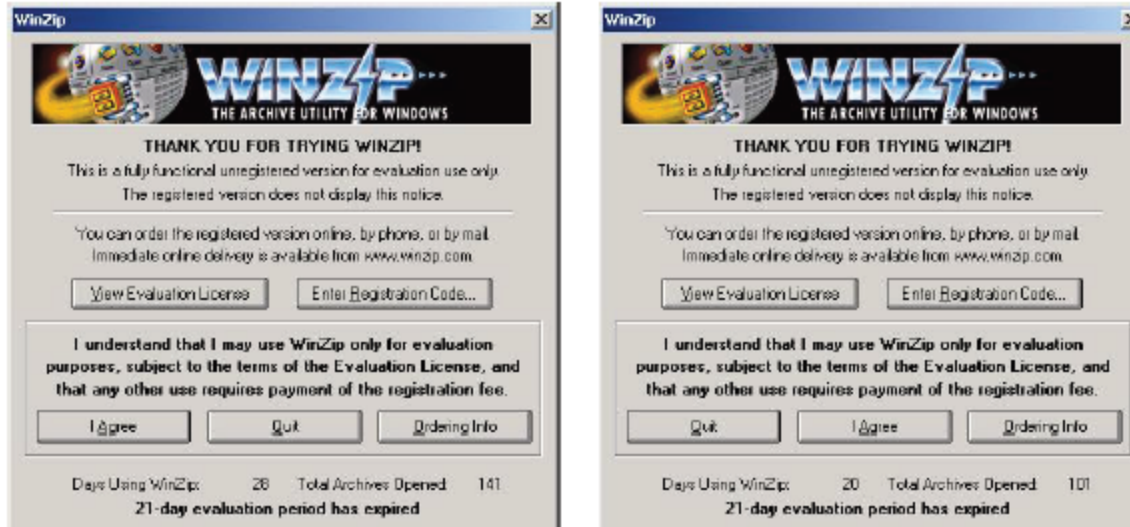 WinZip
WINZIP
THE ARCHIVE UTILITY FOR WINDOWS
THANK YOU FOR TRYING WINZIP!
This is a fully functional unregistered version for evaluation use only.
The registered version does not display this notice.
You can order the registered version online, by phone, or by mail.
Immediate online delivery is available from www.winzip.com.
View Evaluation License
Enter Registration Code...
I understand that I may use WinZip only for evaluation
purposes, subject to the terms of the Evaluation License, and
that any other use requires payment of the registration fee.
I Agree
Quit
Ordering Info
Days Using WinZip: 28 Total Archives Opened: 141
21-day evaluation period has expired
WinZip
WINZIP
THE ARCHIVE UTILITY FOR WINDOWS
THANK YOU FOR TRYING WINZIP!
This is a fully functional unregistered version for evaluation use only.
The registered version does not display this notice.
You can order the registered version online, by phone, or by mail.
Immediate online delivery is available from www.winzip.com.
View Evaluation License
Enter Registration Code...
I understand that I may use WinZip only for evaluation
purposes, subject to the terms of the Evaluation License, and
that any other use requires payment of the registration fee.
Quit
I Agree
Ordering Info
Days Using WinZip: 20 Total Archives Opened: 101
21-day evaluation period has expired